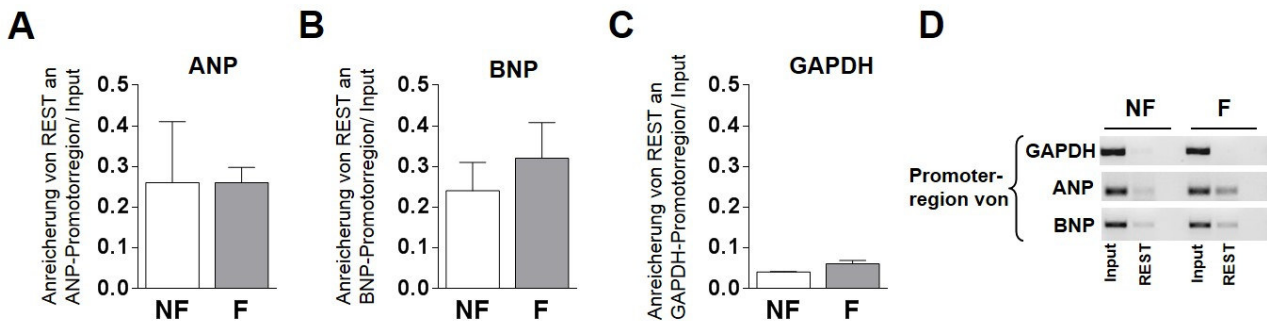 A
ANP
Anreicherung von REST an
ANP-Promotorregion/ Input
0.5
0.4
0.3
0.2
0.1
0.0
NF F
B
BNP
Anreicherung von REST an
BNP-Promotorregion/ Input
0.5
0.4
0.3
0.2
0.1
0.0
NF F
C
GAPDH
Anreicherung von REST an
GAPDH-Promotorregion/ Input
0.5
0.4
0.3
0.2
0.1
0.0
NF F
D
NF F
Promoter-
region von
GAPDH
ANP
BNP
Input
REST
Input
REST